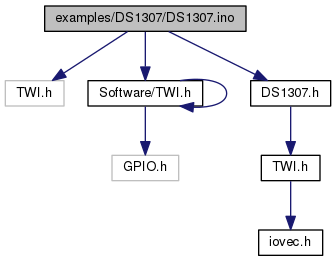 examples/DS1307/DS1307.ino
TWI.h
Software/TWI.h
DS1307.h
GPIO.h
TWI.h
iovec.h